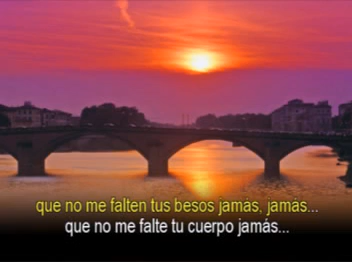 que no me falten tus besos jamás, jamás...
que no me falte tu cuerpo jamás...